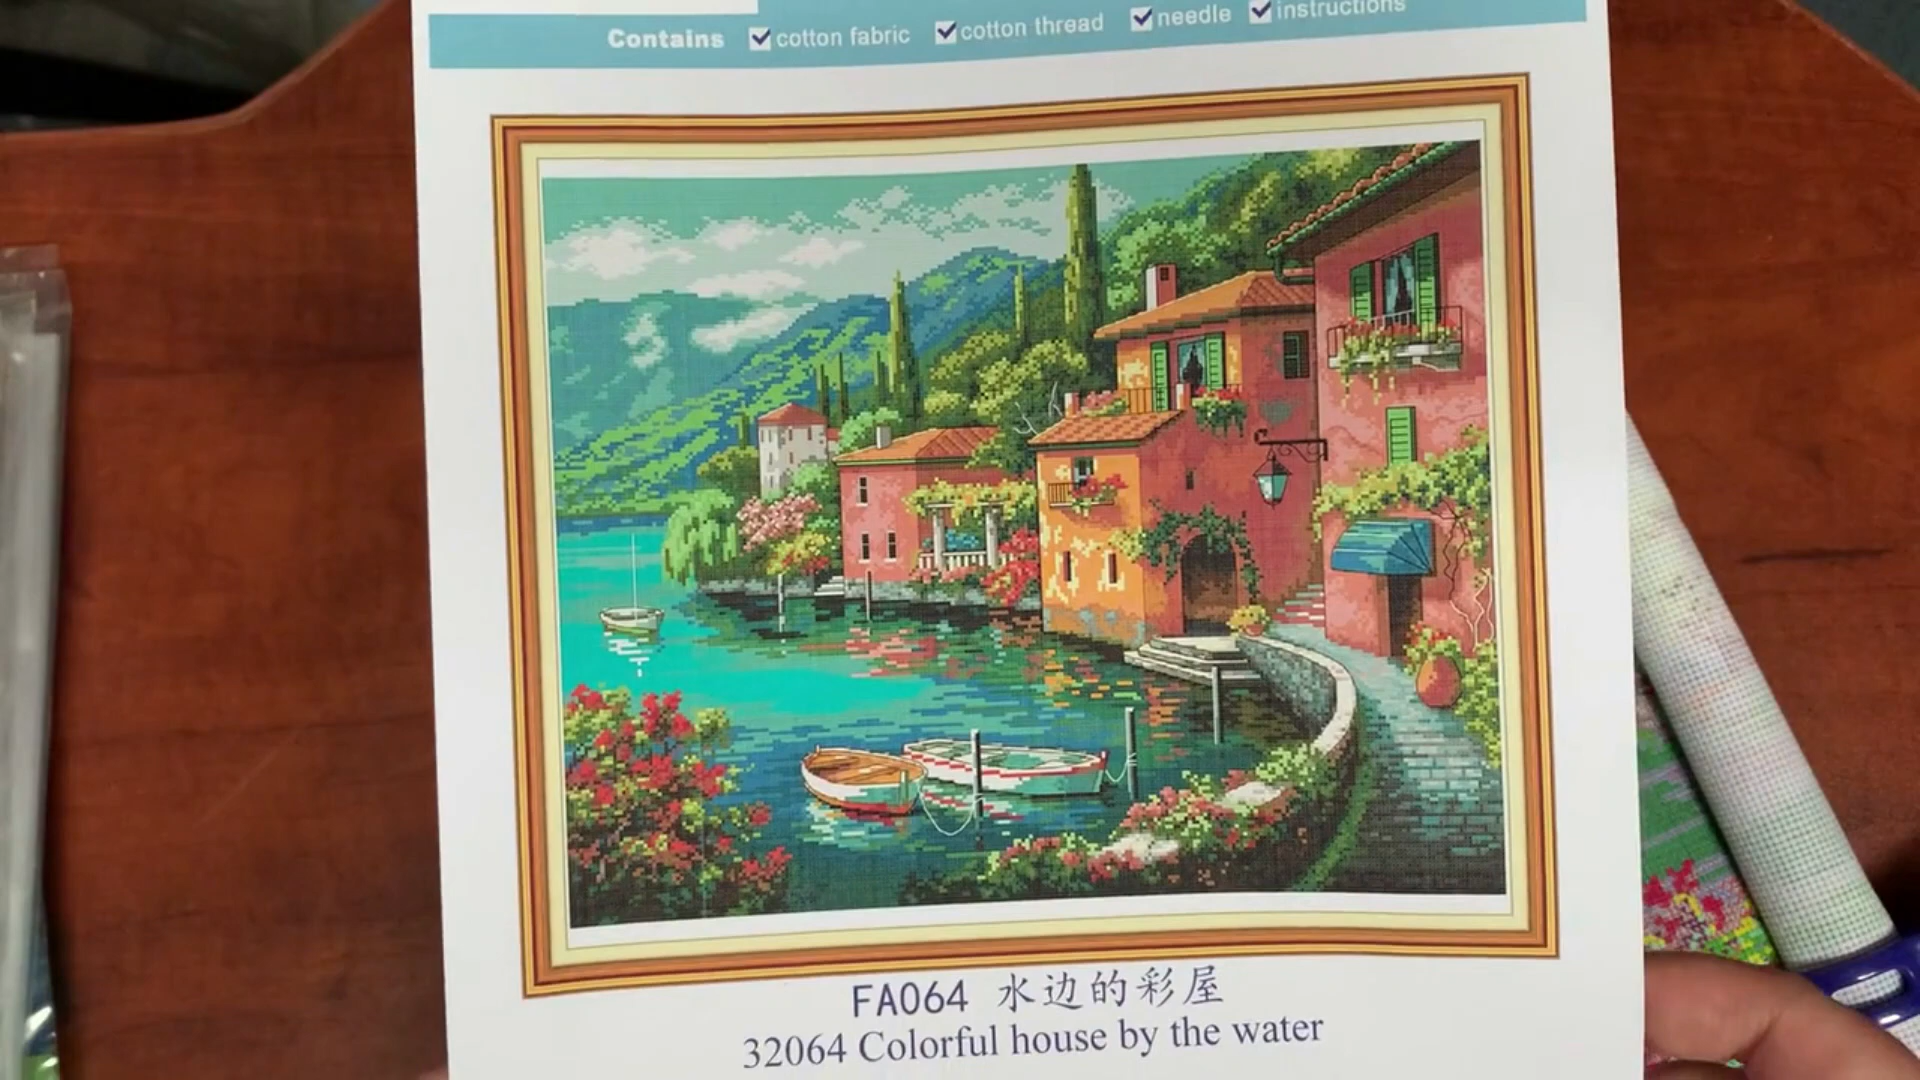 Contains cotton fabric cotton thread needle instructions
FA064 水边的彩屋
32064 Colorful house by the water